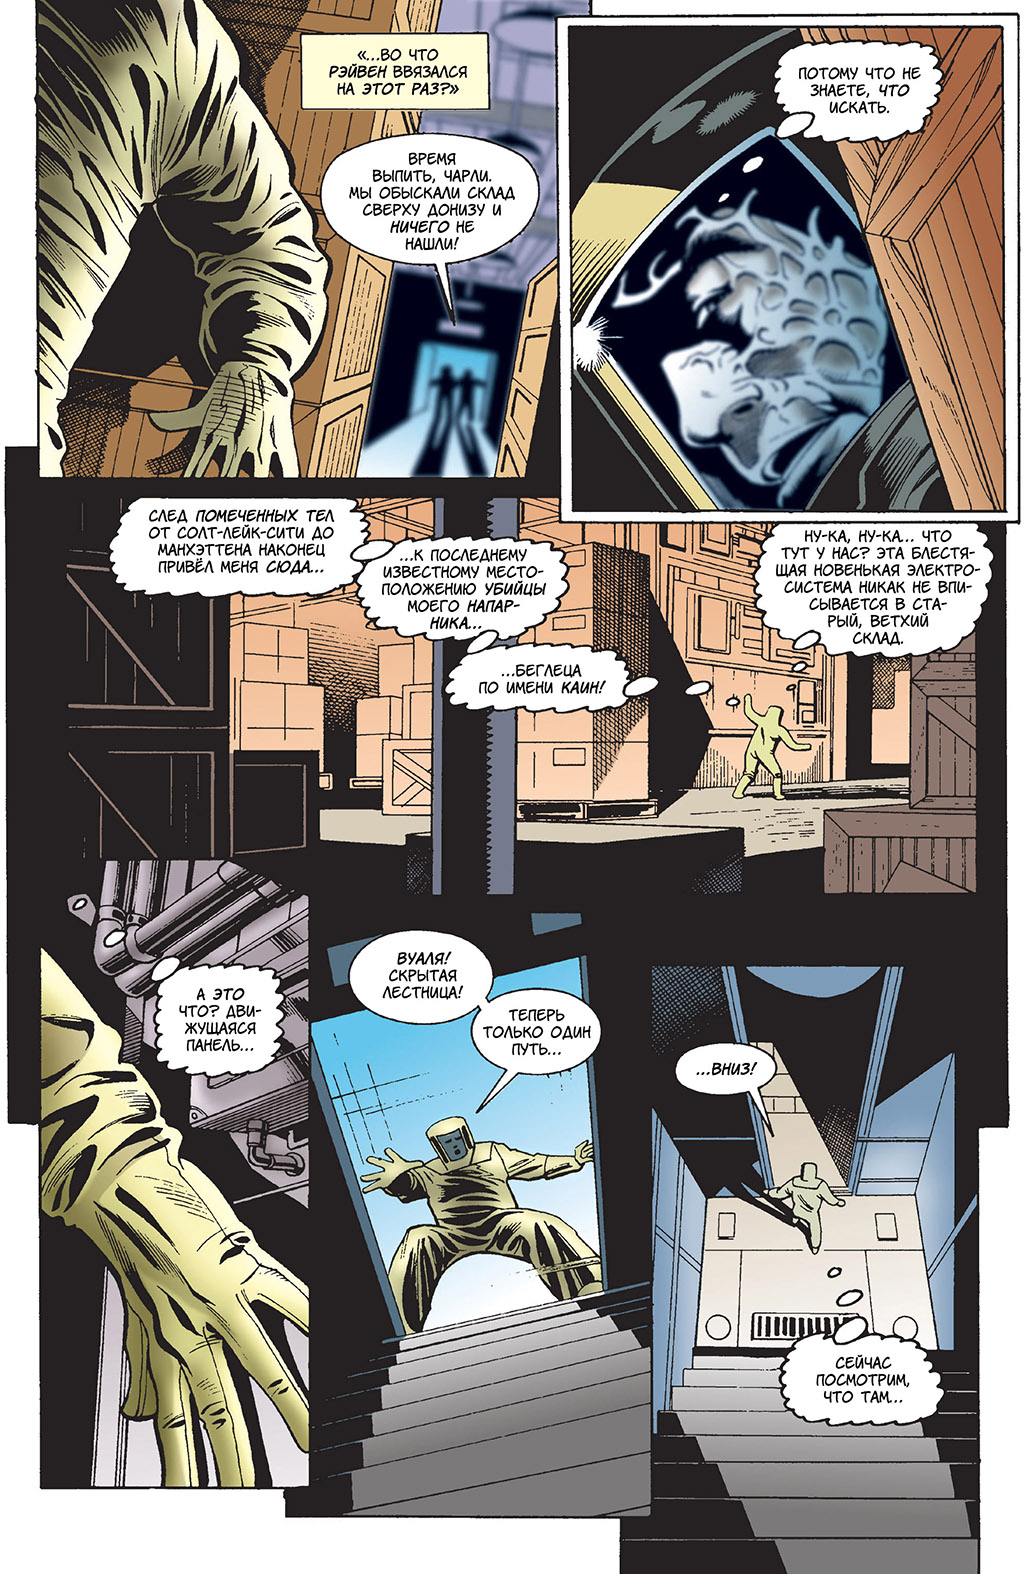 «...ВО ЧТО
РЭЙВЕН ВВЯЗАЛСЯ
НА ЭТОТ РАЗ?»
ВРЕМЯ
ВЫПИТЬ, ЧАРЛИ.
МЫ ОБЫСКАЛИ СКЛАД
СВЕРХУ ДОНИЗУ И
НИЧЕГО НЕ
НАШЛИ!
ПОТОМУ ЧТО НЕ
ЗНАЕТЕ, ЧТО
ИСКАТЬ.
СЛЕД ПОМЕЧЕННЫХ ТЕЛ
ОТ СОЛТ-ЛЕЙК-СИТИ ДО
МАНХЭТТЕНА НАКОНЕЦ
ПРИВЁЛ МЕНЯ СЮДА...
...К ПОСЛЕДНЕМУ
ИЗВЕСТНОМУ МЕСТО-
ПОЛОЖЕНИЮ УБИЙЦЫ
МОЕГО НАПАР-
НИКА...
...БЕГЛЕЦА
ПО ИМЕНИ КАИН!
НУ-КА, НУ-КА... ЧТО
ТУТ У НАС? ЭТА БЛЕСТЯ-
ЩАЯ НОВЕНЬКАЯ ЭЛЕКТРО-
СИСТЕМА НИКАК НЕ ВПИ-
СЫВАЕТСЯ В СТА-
РЫЙ, ВЕТХИЙ
СКЛАД.
А ЭТО
ЧТО? ДВИ-
ЖУЩАЯСЯ
ПАНЕЛЬ...
ВУАЛЯ!
СКРЫТАЯ
ЛЕСТНИЦА!
ТЕПЕРЬ
ТОЛЬКО ОДИН
ПУТЬ...
...ВНИЗ!
СЕЙЧАС
ПОСМОТРИМ,
ЧТО ТАМ...